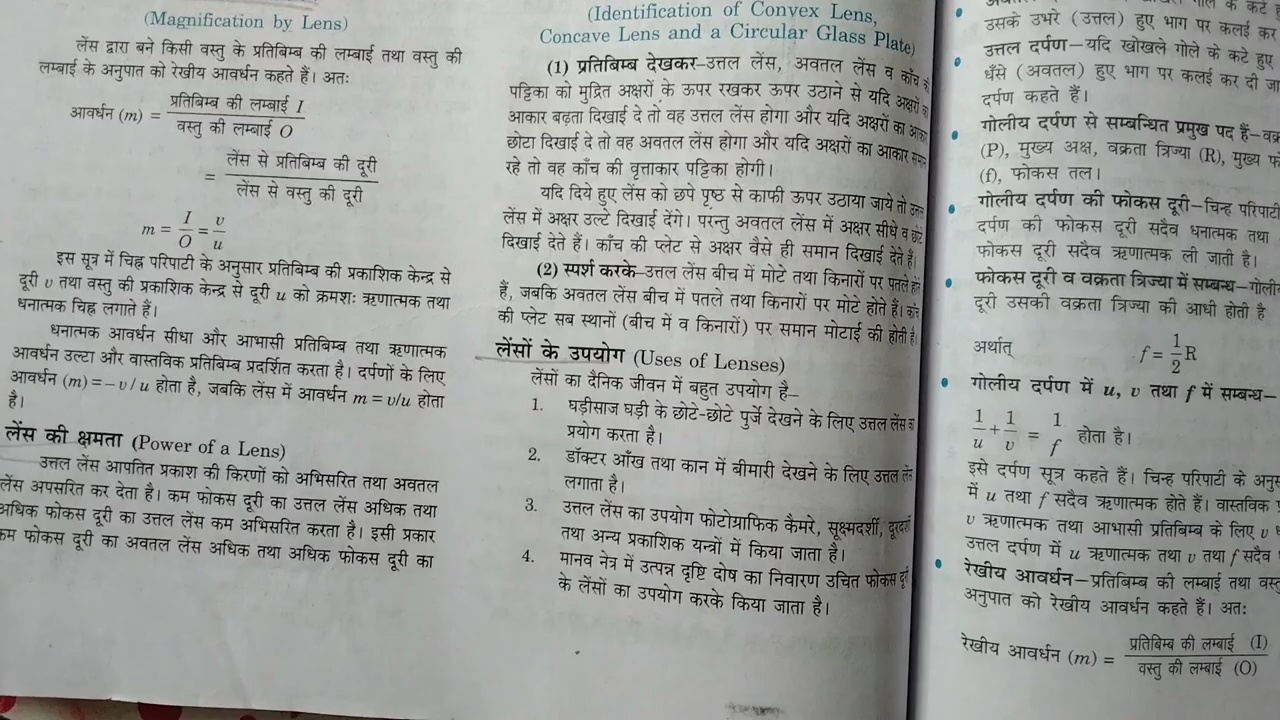 (Magnification by Lens)
लेंस द्वारा बने किसी वस्तु के प्रतिबिम्ब की लम्बाई तथा वस्तु की
लम्बाई के अनुपात को रेखीय आवर्धन कहते हैं। अतः
आवर्धन (m) = प्रतिबिम्ब की लम्बाई I / वस्तु की लम्बाई O
= लेंस से प्रतिबिम्ब की दूरी / लेंस से वस्तु की दूरी
m = I/O = v/u
इस सूत्र में चिह्न परिपाटी के अनुसार प्रतिबिम्ब की प्रकाशिक केन्द्र से
दूरी v तथा वस्तु की प्रकाशिक केन्द्र से दूरी u को क्रमशः ऋणात्मक तथा
धनात्मक चिह्न लगाते हैं।
धनात्मक आवर्धन सीधा और आभासी प्रतिबिम्ब तथा ऋणात्मक
आवर्धन उल्टा और वास्तविक प्रतिबिम्ब प्रदर्शित करता है। दर्पणों के लिए
आवर्धन (m) = – v / u होता है, जबकि लेंस में आवर्धन m = v/u होता
है।
लेंस की क्षमता (Power of a Lens)
उत्तल लेंस आपतित प्रकाश की किरणों को अभिसरित तथा अवतल
लेंस अपसरित कर देता है। कम फोकस दूरी का उत्तल लेंस अधिक तथा
अधिक फोकस दूरी का उत्तल लेंस कम अभिसरित करता है। इसी प्रकार
कम फोकस दूरी का अवतल लेंस अधिक तथा अधिक फोकस दूरी का
(Identification of Convex Lens,
Concave Lens and a Circular Glass Plate)
(1) प्रतिबिम्ब देखकर–उत्तल लेंस, अवतल लेंस व काँच की
पट्टिका को मुद्रित अक्षरों के ऊपर रखकर ऊपर उठाने से यदि अक्षरों का
आकार बढ़ता दिखाई दे तो वह उत्तल लेंस होगा और यदि अक्षरों का आकार
छोटा दिखाई दे तो वह अवतल लेंस होगा और यदि अक्षरों का आकार समान
रहे तो वह काँच की वृत्ताकार पट्टिका होगी।
यदि दिये हुए लेंस को छपे पृष्ठ से काफी ऊपर उठाया जाये तो उत्तल
लेंस में अक्षर उल्टे दिखाई देंगे। परन्तु अवतल लेंस में अक्षर सीधे व छोटे
दिखाई देते हैं। काँच की प्लेट से अक्षर वैसे ही समान दिखाई देते हैं।
(2) स्पर्श करके–उत्तल लेंस बीच में मोटे तथा किनारों पर पतले होते
हैं, जबकि अवतल लेंस बीच में पतले तथा किनारों पर मोटे होते हैं। काँच
की प्लेट सब स्थानों (बीच में व किनारों) पर समान मोटाई की होती है।
लेंसों के उपयोग (Uses of Lenses)
लेंसों का दैनिक जीवन में बहुत उपयोग है–
1. घड़ीसाज घड़ी के छोटे-छोटे पुर्जे देखने के लिए उत्तल लेंस का
प्रयोग करता है।
2. डॉक्टर आँख तथा कान में बीमारी देखने के लिए उत्तल लेंस
लगाता है।
3. उत्तल लेंस का उपयोग फोटोग्राफिक कैमरे, सूक्ष्मदर्शी, दूरदर्शी
तथा अन्य प्रकाशिक यन्त्रों में किया जाता है।
4. मानव नेत्र में उत्पन्न दृष्टि दोष का निवारण उचित फोकस दूरी
के लेंसों का उपयोग करके किया जाता है।
उसके उभरे (उत्तल) हुए भाग पर कलई कर
उत्तल दर्पण–यदि खोखले गोले के कटे हुए
धँसे (अवतल) हुए भाग पर कलई कर दी
दर्पण कहते हैं।
गोलीय दर्पण से सम्बन्धित प्रमुख पद हैं–
(P), मुख्य अक्ष, वक्रता त्रिज्या (R), मुख्य
(f), फोकस तल।
गोलीय दर्पण की फोकस दूरी–चिन्ह परिपाटी
दर्पण की फोकस दूरी सदैव धनात्मक तथा
फोकस दूरी सदैव ऋणात्मक ली जाती है।
फोकस दूरी व वक्रता त्रिज्या में सम्बन्ध–
दूरी उसकी वक्रता त्रिज्या की आधी होती है
अर्थात् f = 1/2 R
गोलीय दर्पण में u, v तथा f में सम्बन्ध–
1/u + 1/v = 1/f होता है।
इसे दर्पण सूत्र कहते हैं। चिन्ह परिपाटी के
में u तथा f सदैव ऋणात्मक होते हैं। वास्तविक
v ऋणात्मक तथा आभासी प्रतिबिम्ब के लिए v
उत्तल दर्पण में u ऋणात्मक तथा v तथा f सदैव
रेखीय आवर्धन–प्रतिबिम्ब की लम्बाई तथा
अनुपात को रेखीय आवर्धन कहते हैं। अतः
रेखीय आवर्धन (m) = प्रतिबिम्ब की लम्बाई (I) / वस्तु की लम्बाई (O)